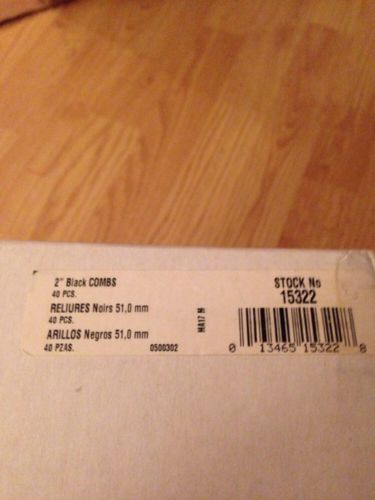 2" Black COMBS
40 PCS.
RELIURES Noirs 51,0 mm
40 PCS.
ARILLOS Negros 51,0 mm
40 PZAS. 0500302
MA17 N
STOCK No
15322
0 13465 15322 8